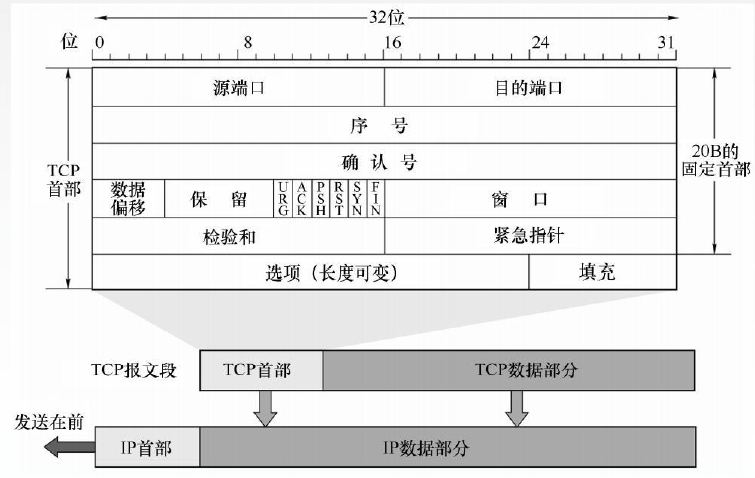 32位
位 0 8 16 24 31
源端口 目的端口
序 号
确 认 号
TCP
首部
20B的
固定首部
数据
偏移
保 留
URG
ACK
PSH
RST
SYN
FIN
窗 口
检验和 紧急指针
选项（长度可变） 填充
TCP报文段 TCP首部 TCP数据部分
发送在前
IP首部 IP数据部分